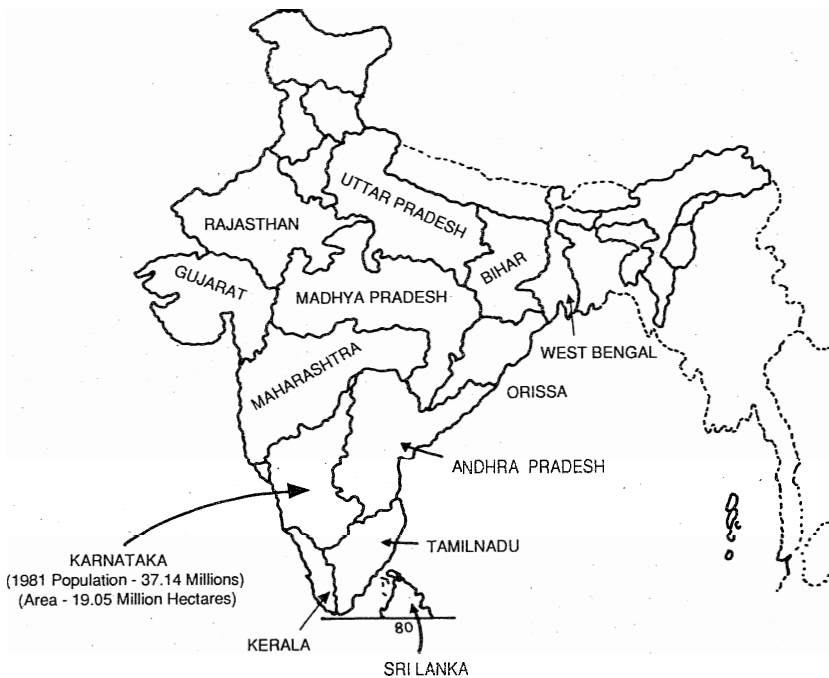 UTTAR PRADESH
RAJASTHAN
BIHAR
GUJARAT
MADHYA PRADESH
WEST BENGAL
MAHARASHTRA
ORISSA
ANDHRA PRADESH
TAMILNADU
KARNATAKA
(1981 Population - 37.14 Millions)
(Area - 19.05 Million Hectares)
80
KERALA
SRI LANKA